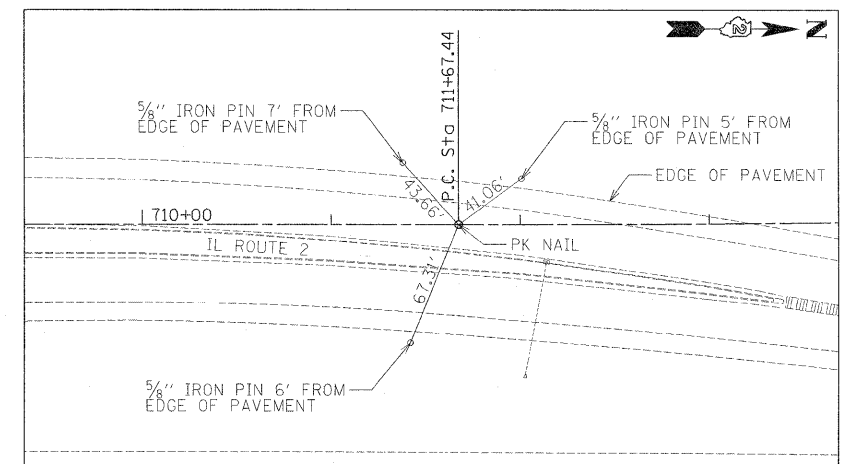 ⅝'' IRON PIN 7' FROM
EDGE OF PAVEMENT
P.C. Sta 711+67.44
2
N
⅝'' IRON PIN 5' FROM
EDGE OF PAVEMENT
EDGE OF PAVEMENT
43.66'
41.06'
710+00
IL ROUTE 2
PK NAIL
67.31'
⅝'' IRON PIN 6' FROM
EDGE OF PAVEMENT